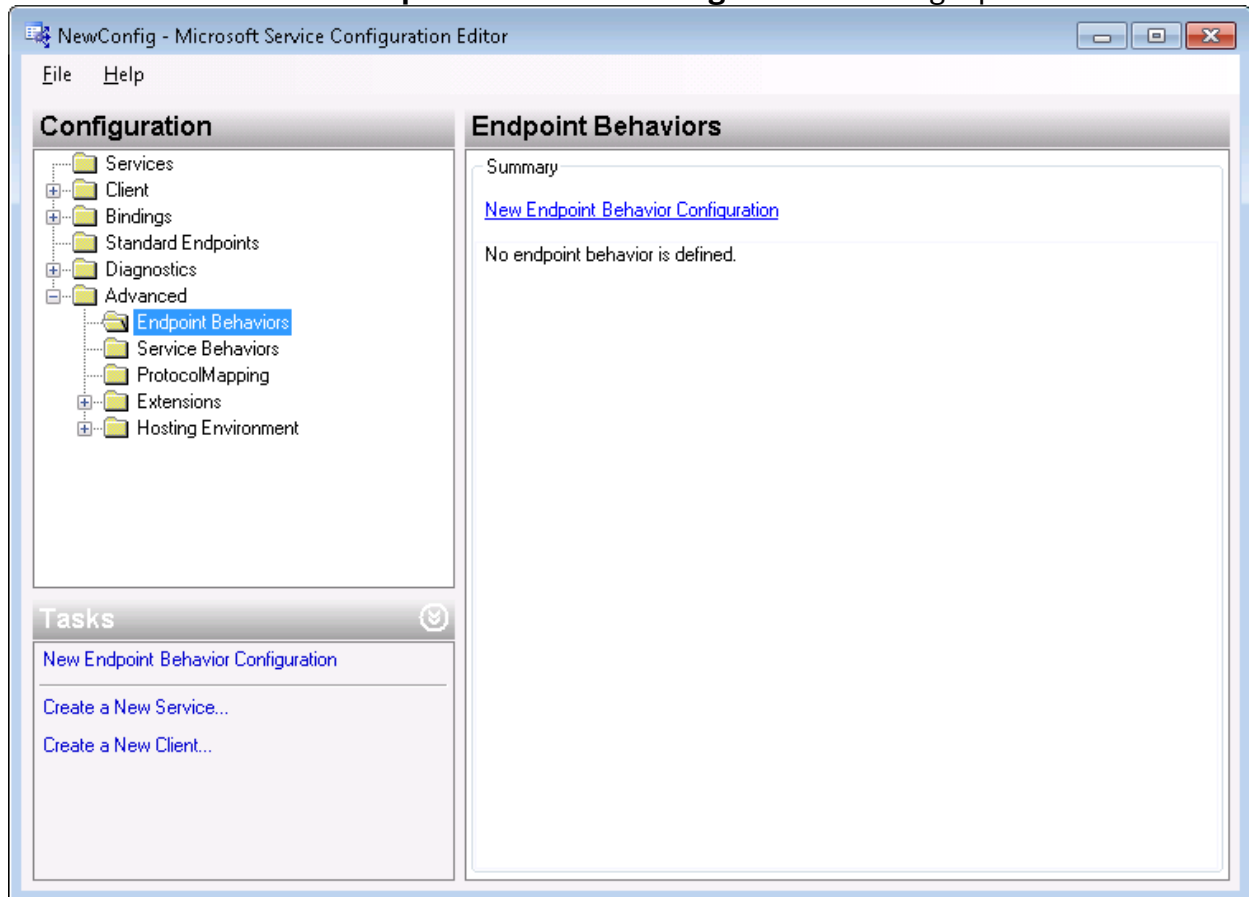 NewConfig - Microsoft Service Configuration Editor
File Help
Configuration
Services
Client
Bindings
Standard Endpoints
Diagnostics
Advanced
Endpoint Behaviors
Service Behaviors
ProtocolMapping
Extensions
Hosting Environment
Tasks
New Endpoint Behavior Configuration
Create a New Service...
Create a New Client...
Endpoint Behaviors
Summary
New Endpoint Behavior Configuration
No endpoint behavior is defined.